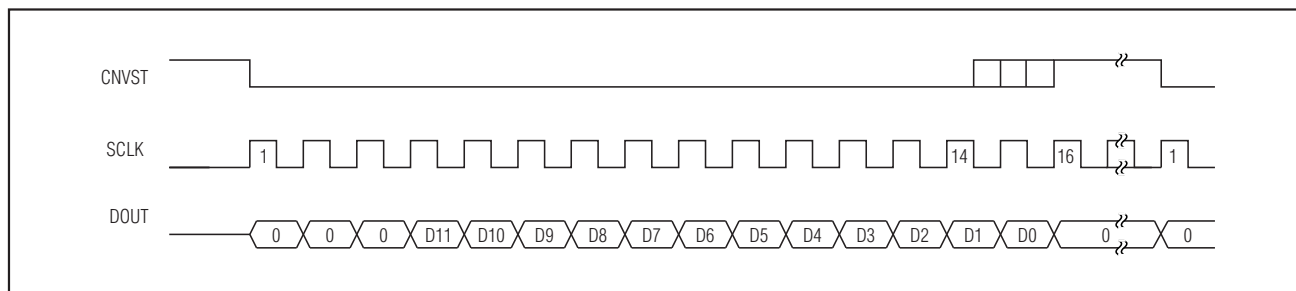 CNVST
SCLK 1 14 16 1
DOUT 0 0 0 D11 D10 D9 D8 D7 D6 D5 D4 D3 D2 D1 D0 0 0